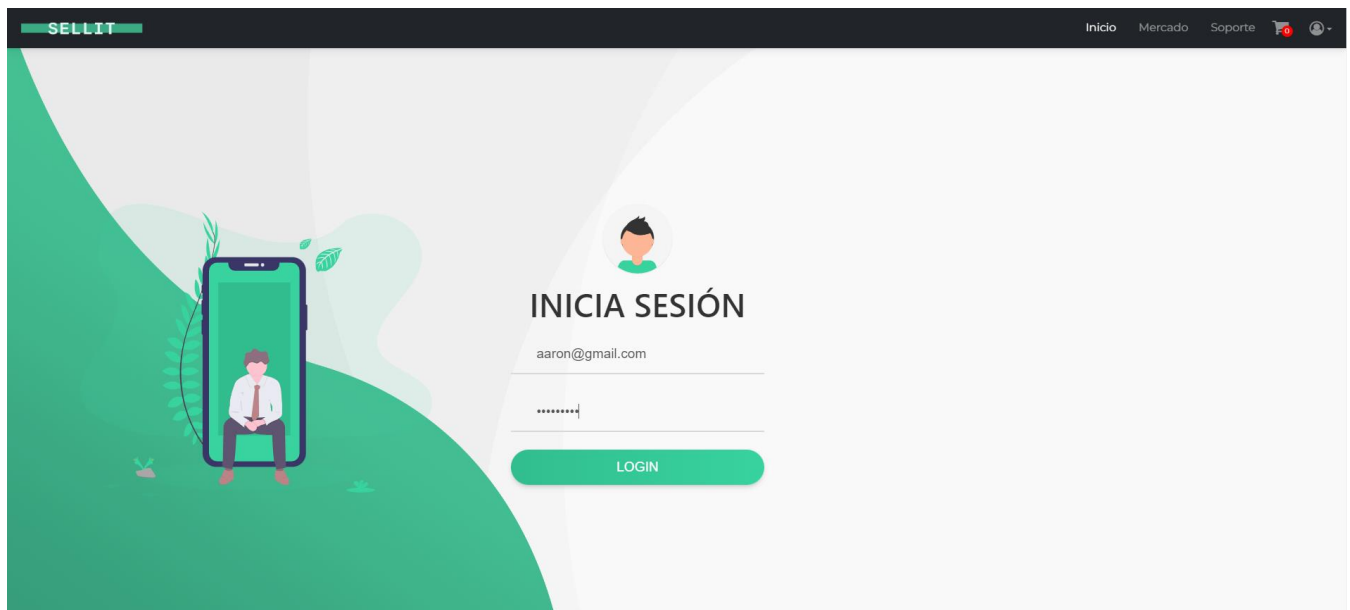 SELLIT
Inicio Mercado Soporte 0
INICIA SESIÓN
aaron@gmail.com
•••••••••
LOGIN